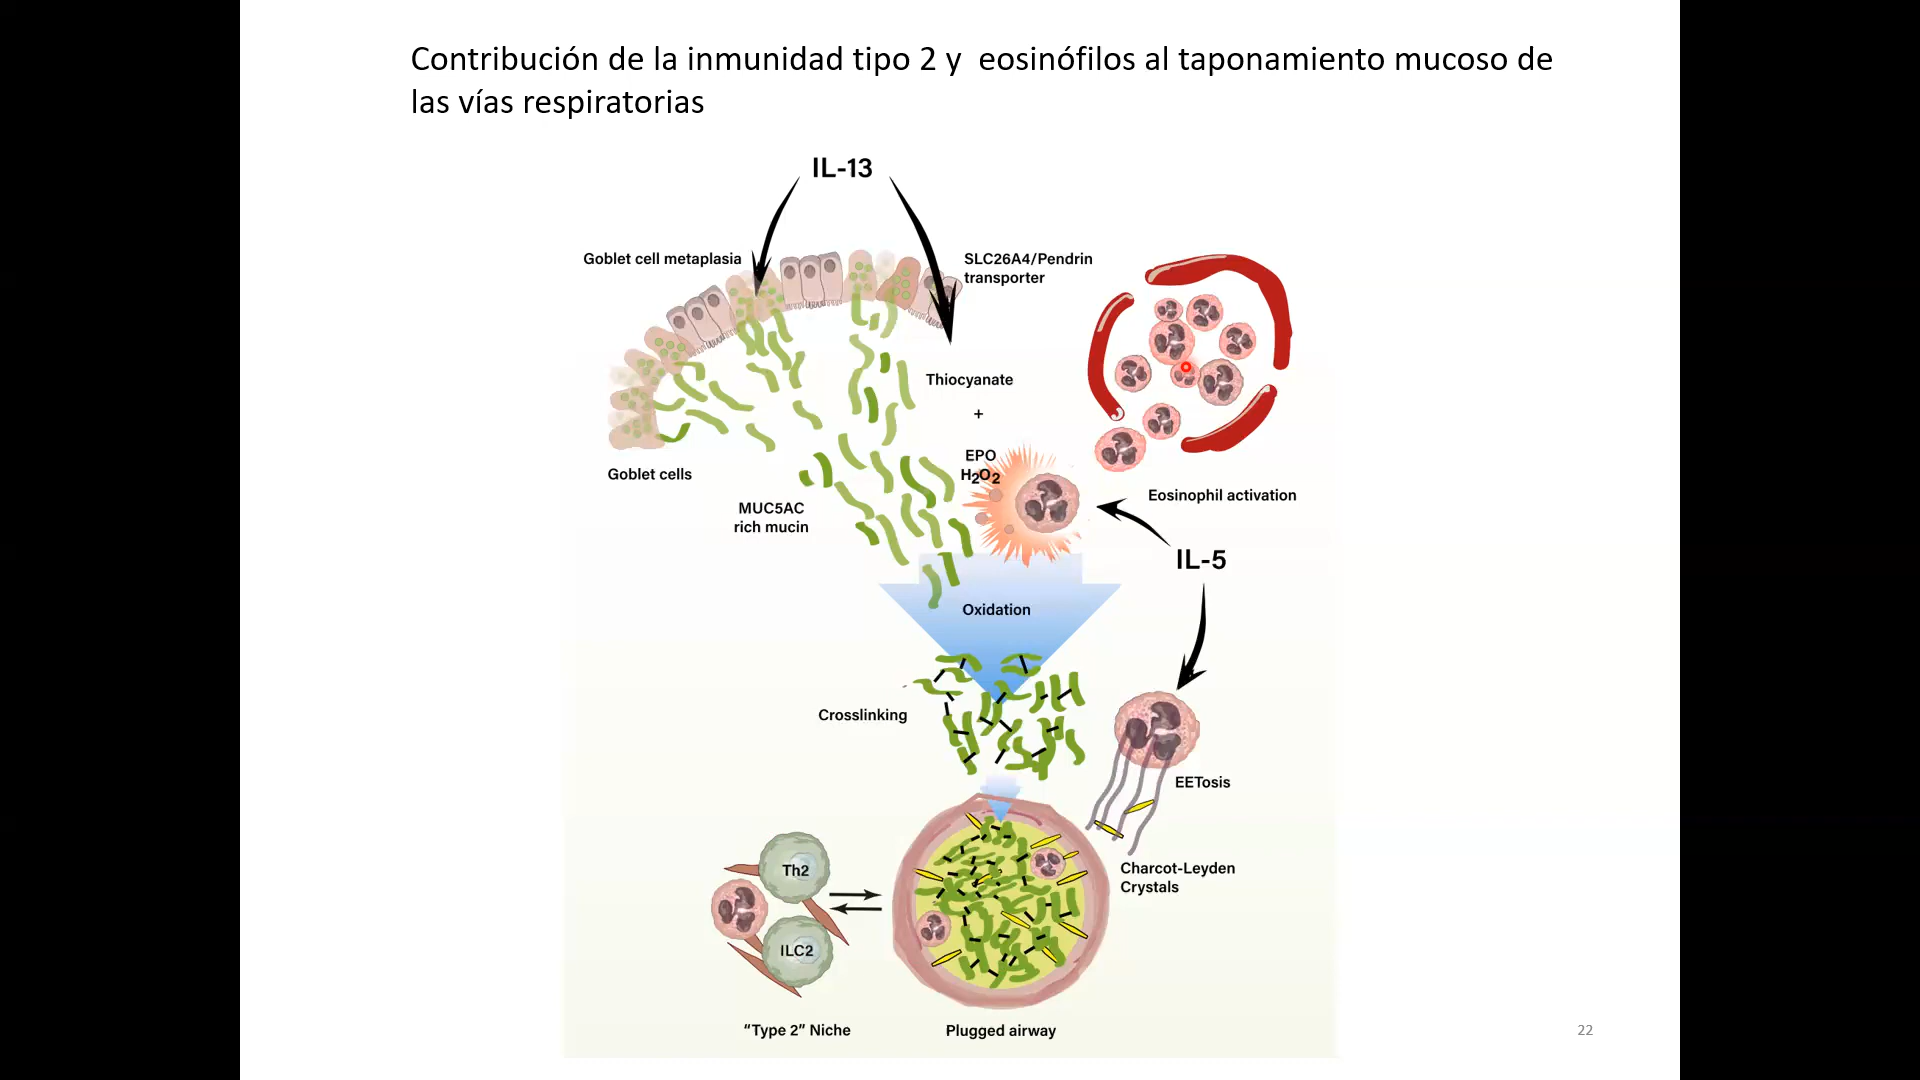 Contribución de la inmunidad tipo 2 y  eosinófilos al taponamiento mucoso de
las vías respiratorias
IL-13
Goblet cell metaplasia
SLC26A4/Pendrin
transporter
Thiocyanate
+
EPO
H2O2
Goblet cells
MUC5AC
rich mucin
Eosinophil activation
IL-5
Oxidation
Crosslinking
EETosis
Charcot-Leyden
Crystals
Th2
ILC2
“Type 2” Niche
Plugged airway
22